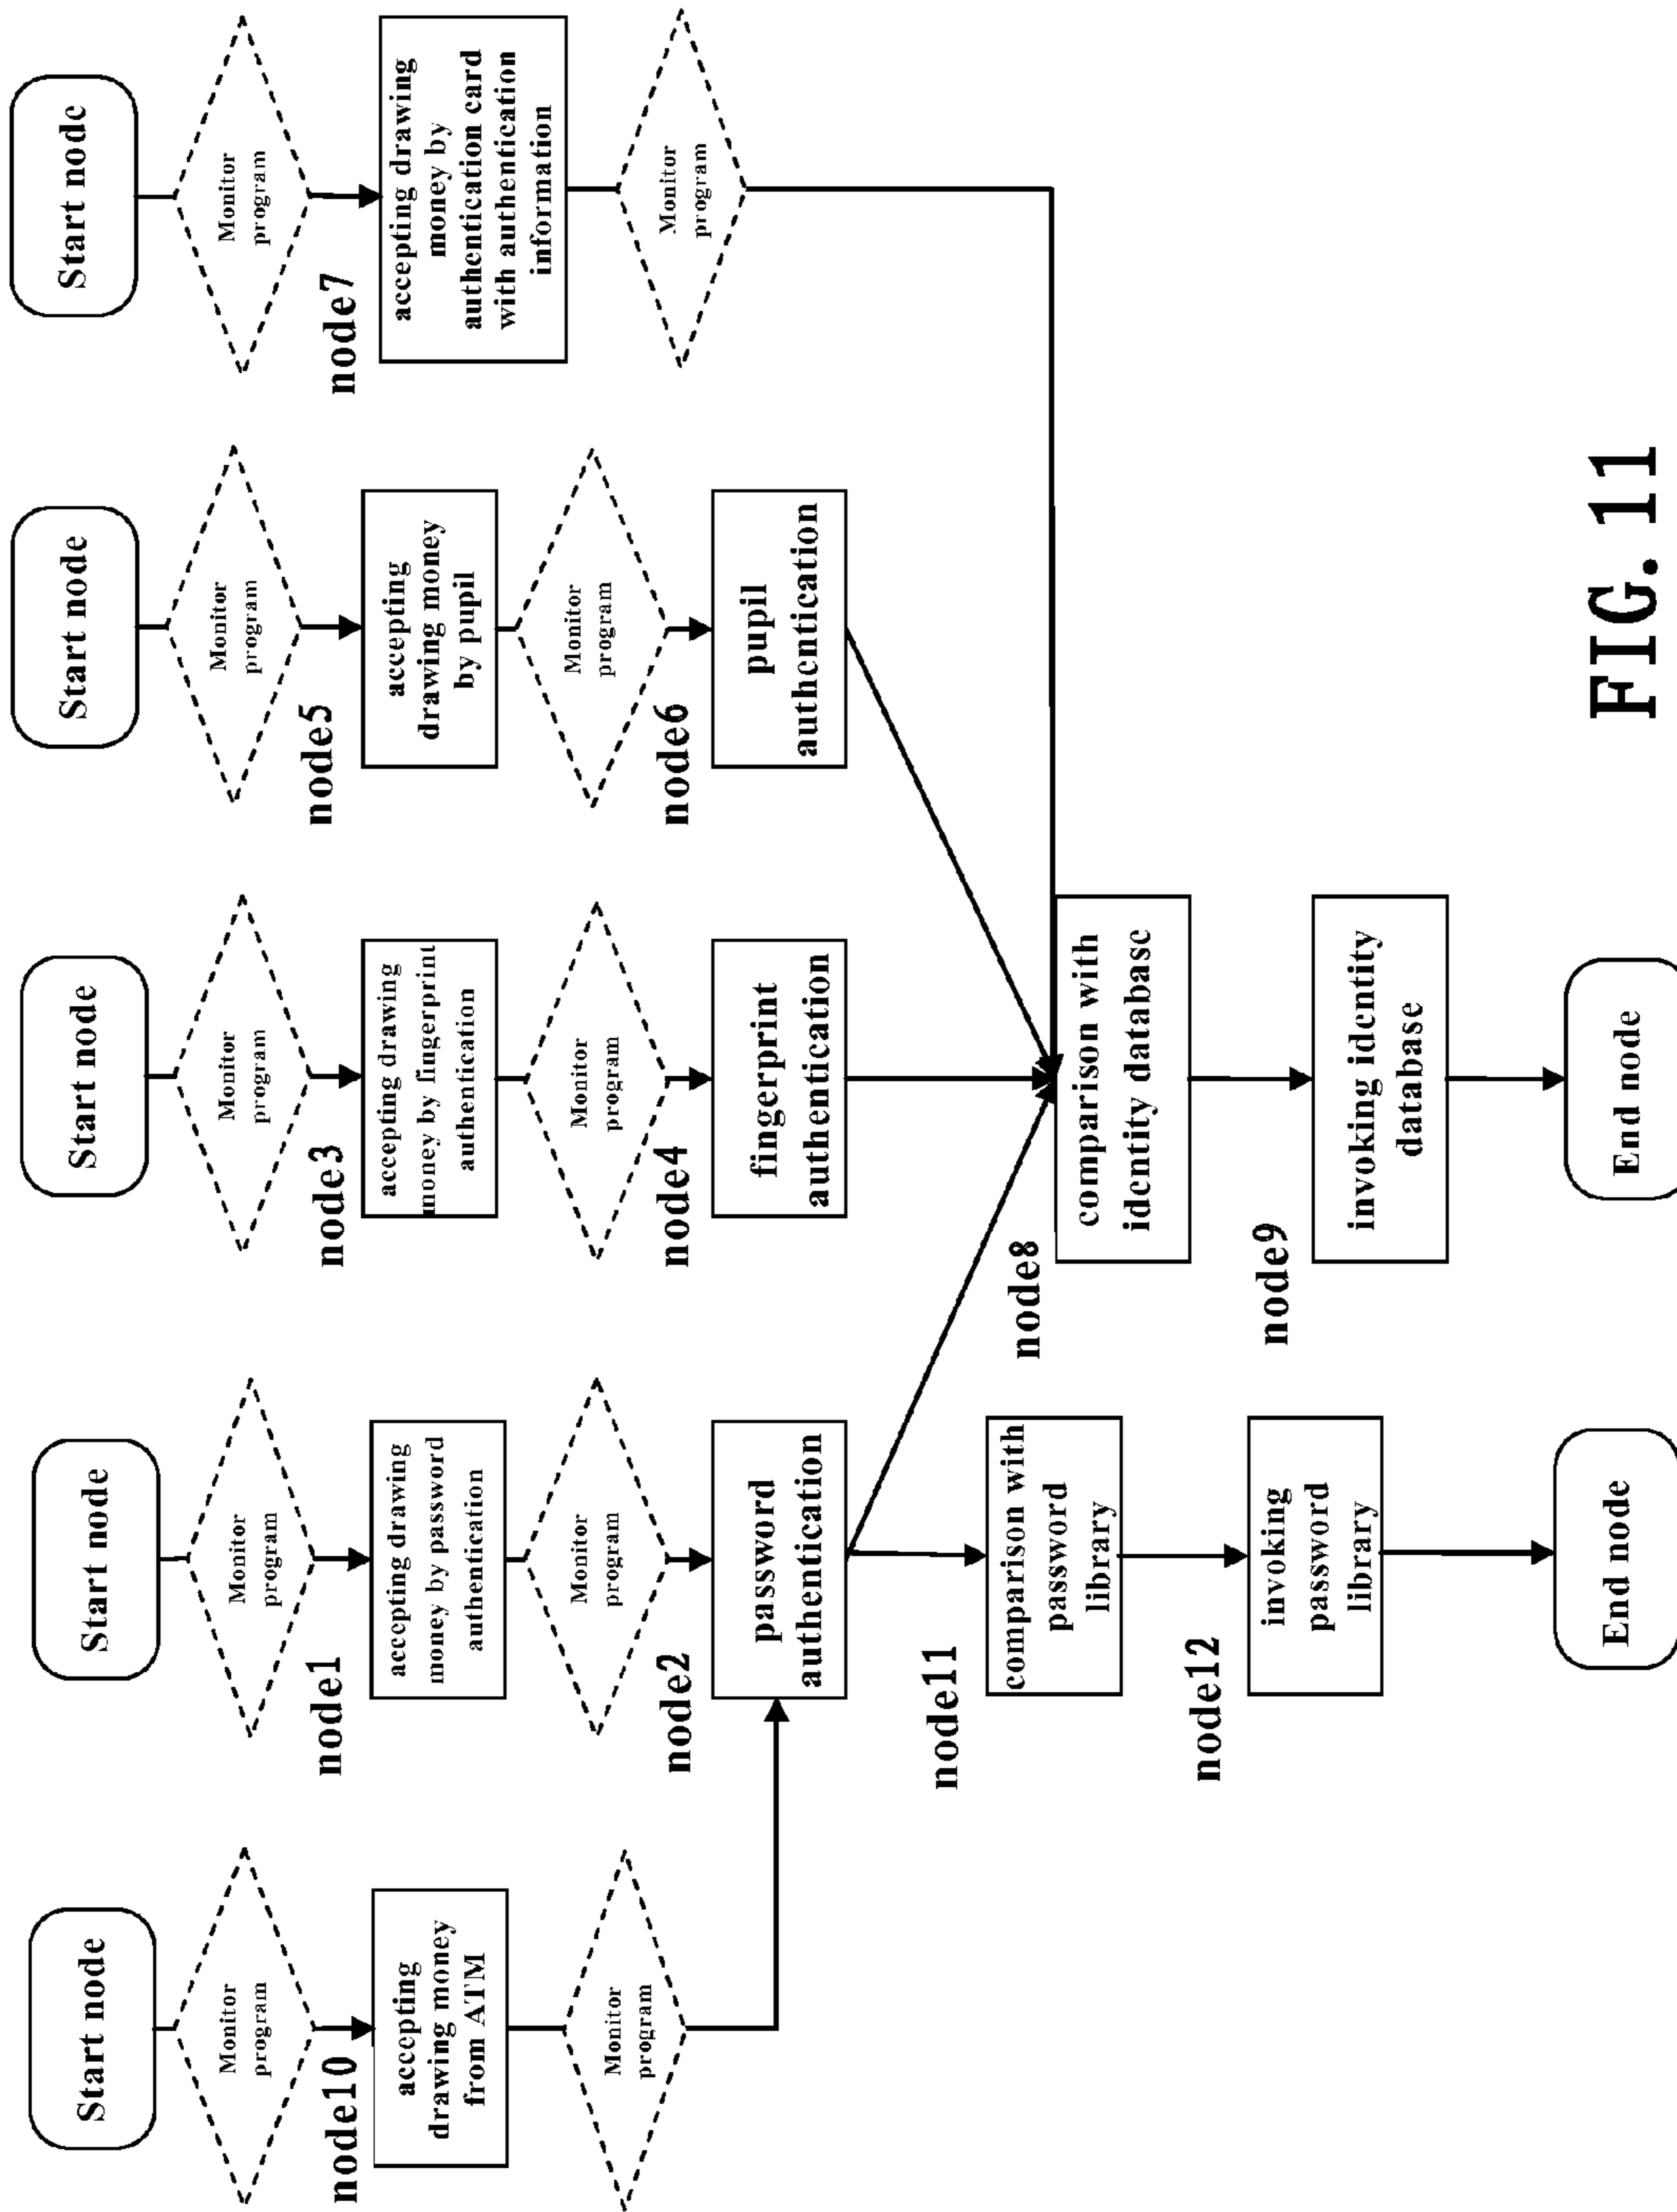 Start node
Start node
Start node
Start node
Start node
Monitor
program
Monitor
program
Monitor
program
Monitor
program
Monitor
program
node10
node1
node3
node5
node7
accepting
drawing money
from ATM
accepting drawing
money by password
authentication
accepting drawing
money by fingerprint
authentication
accepting
drawing money
by pupil
accepting drawing
money by
authentication card
with authentication
information
Monitor
program
Monitor
program
Monitor
program
Monitor
program
Monitor
program
node2
node4
node6
password
authentication
fingerprint
authentication
pupil
authentication
node11
node8
comparison with
password
library
comparison with
identity database
node12
node9
invoking
password
library
invoking identity
database
End node
End node
FIG. 11